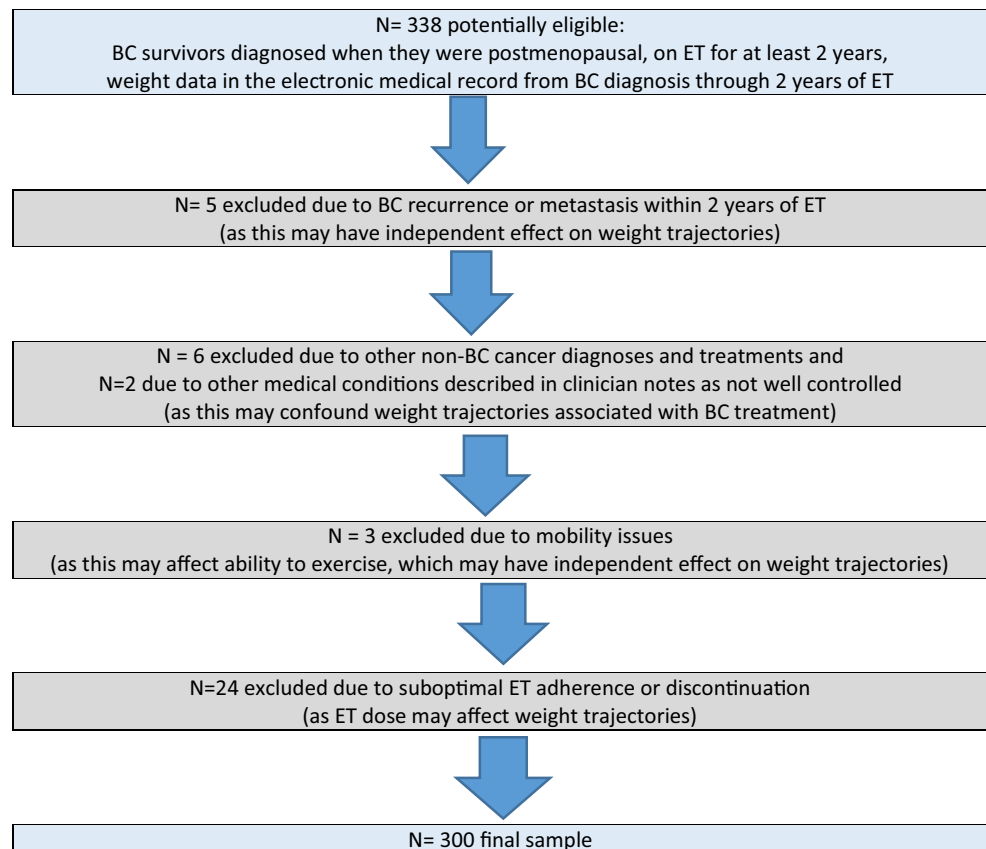 N= 338 potentially eligible:
BC survivors diagnosed when they were postmenopausal, on ET for at least 2 years,
weight data in the electronic medical record from BC diagnosis through 2 years of ET
N= 5 excluded due to BC recurrence or metastasis within 2 years of ET
(as this may have independent effect on weight trajectories)
N = 6 excluded due to other non-BC cancer diagnoses and treatments and
N=2 due to other medical conditions described in clinician notes as not well controlled
(as this may confound weight trajectories associated with BC treatment)
N = 3 excluded due to mobility issues
(as this may affect ability to exercise, which may have independent effect on weight trajectories)
N=24 excluded due to suboptimal ET adherence or discontinuation
(as ET dose may affect weight trajectories)
N= 300 final sample